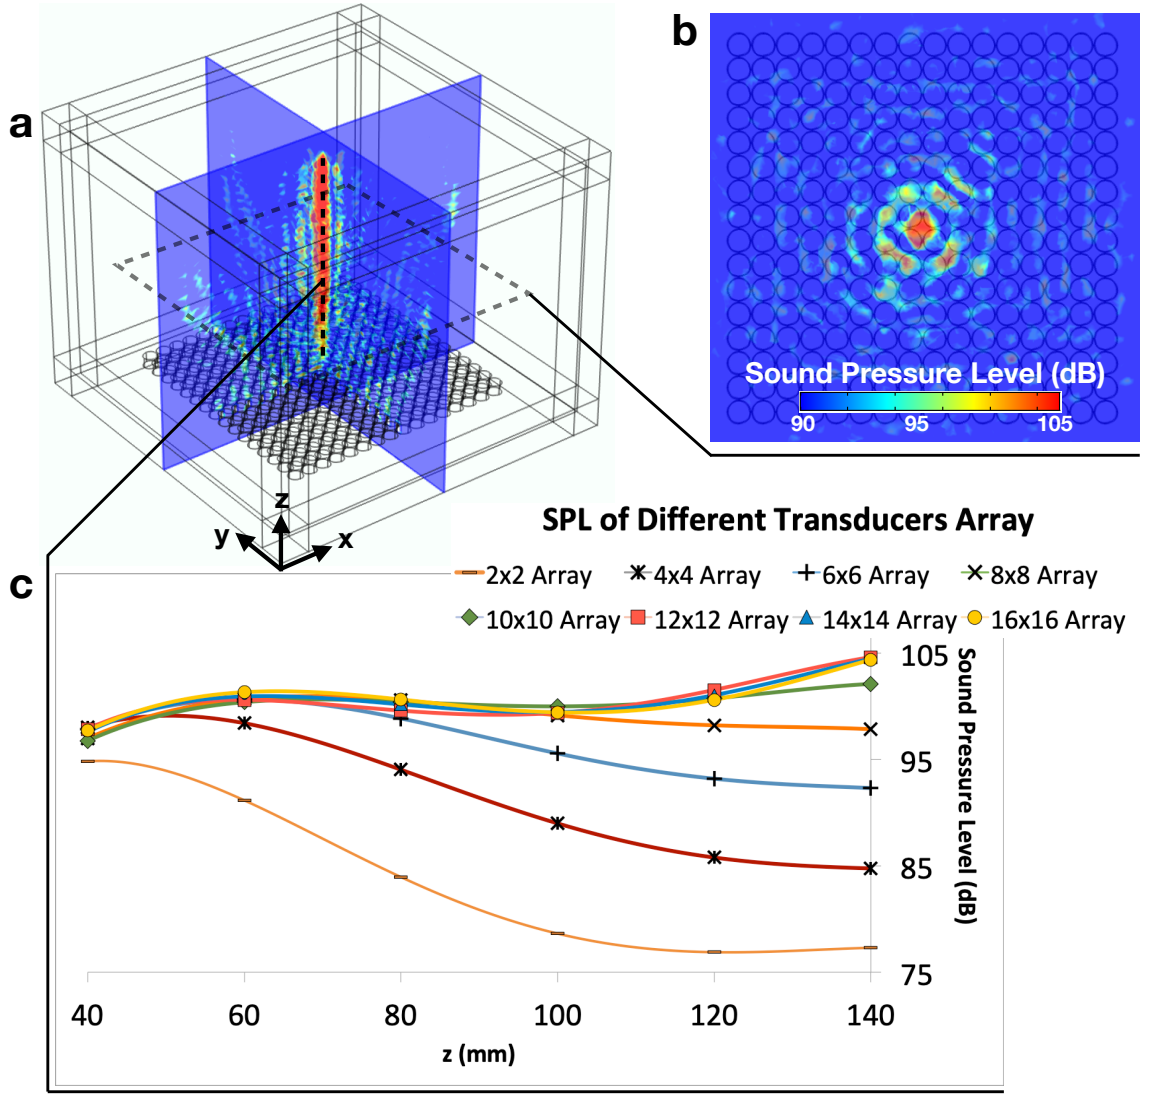 a
b
Sound Pressure Level (dB)
90 95 105
z
y
x
c
SPL of Different Transducers Array
2x2 Array 4x4 Array 6x6 Array 8x8 Array
10x10 Array 12x12 Array 14x14 Array 16x16 Array
105
95
85
75
Sound Pressure Level (dB)
40 60 80 100 120 140
z (mm)